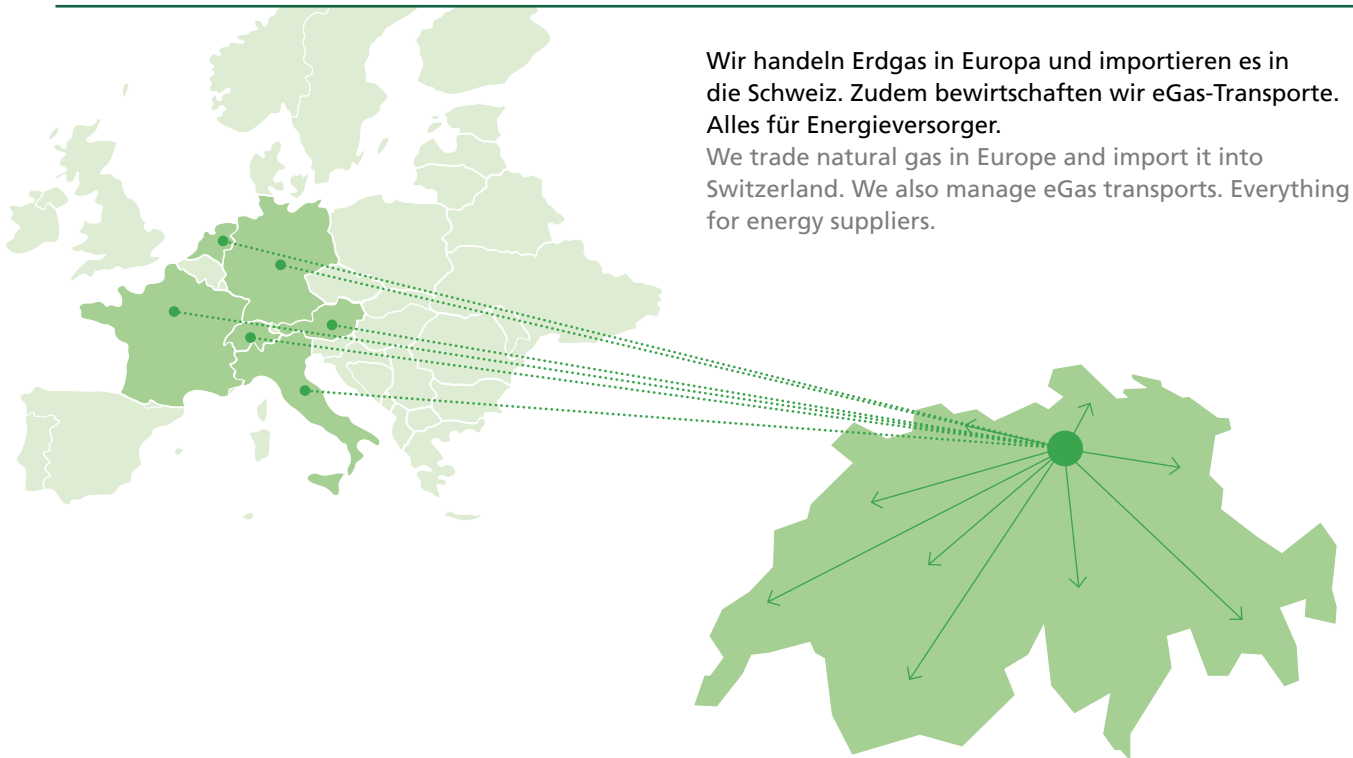 Wir handeln Erdgas in Europa und importieren es in
die Schweiz. Zudem bewirtschaften wir eGas-Transporte.
Alles für Energieversorger.
We trade natural gas in Europe and import it into
Switzerland. We also manage eGas transports. Everything
for energy suppliers.